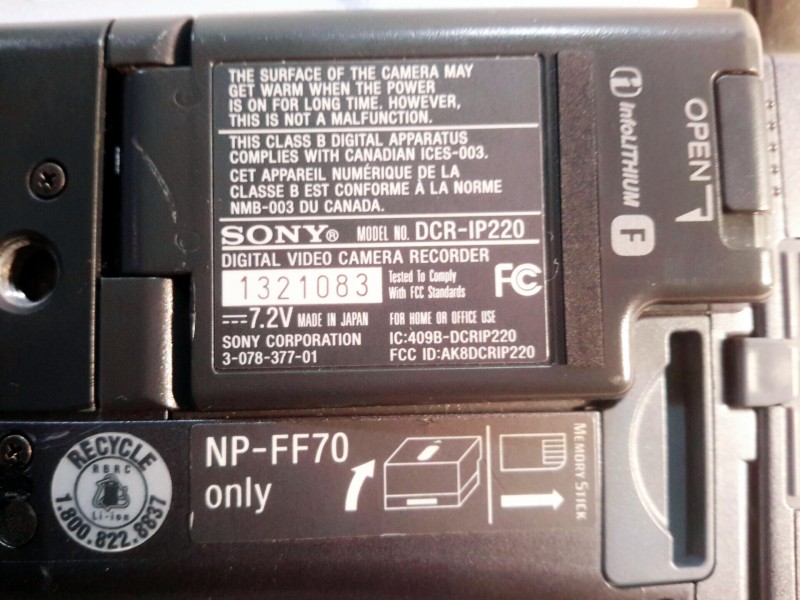 THE SURFACE OF THE CAMERA MAY
GET WARM WHEN THE POWER
IS ON FOR LONG TIME. HOWEVER,
THIS IS NOT A MALFUNCTION.
THIS CLASS B DIGITAL APPARATUS
COMPLIES WITH CANADIAN ICES-003.
CET APPAREIL NUMÉRIQUE DE LA
CLASSE B EST CONFORME À LA NORME
NMB-003 DU CANADA.
SONY® MODEL NO. DCR-IP220
DIGITAL VIDEO CAMERA RECORDER
1321083
Tested To Comply
With FCC Standards
FC
7.2V MADE IN JAPAN
FOR HOME OR OFFICE USE
SONY CORPORATION
IC:409B-DCRIP220
3-078-377-01
FCC ID:AK8DCRIP220
i InfoLITHIUM F
OPEN
RECYCLE
RBRC
Li-ion
1.800.822.8837
NP-FF70
only
MEMORY STICK